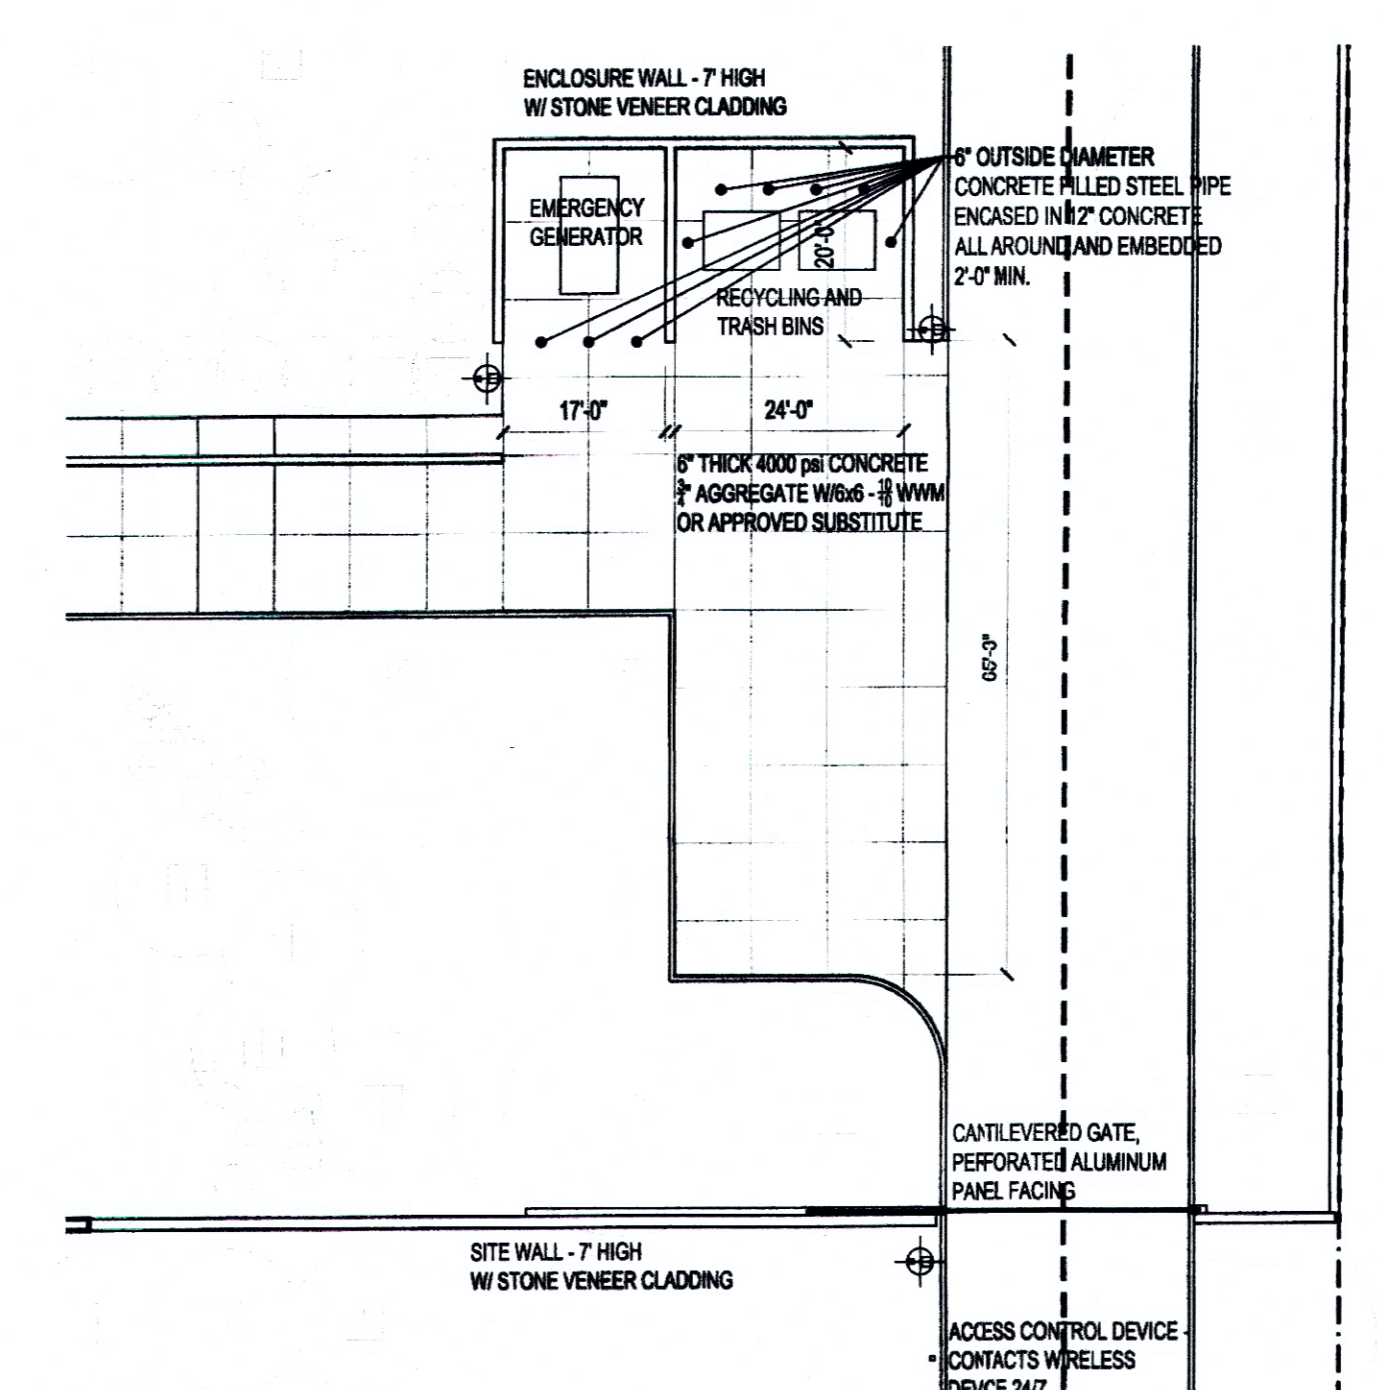 ENCLOSURE WALL - 7' HIGH
W/ STONE VENEER CLADDING
6" OUTSIDE DIAMETER
CONCRETE FILLED STEEL PIPE
ENCASED IN 12" CONCRETE
ALL AROUND AND EMBEDDED
2'-0" MIN.
EMERGENCY
GENERATOR
20'-0"
RECYCLING AND
TRASH BINS
17'-0"
24'-0"
6" THICK 4000 psi CONCRETE
3/4" AGGREGATE W/6x6 - 10/10 WWM
OR APPROVED SUBSTITUTE
CANTILEVERED GATE,
PERFORATED ALUMINUM
PANEL FACING
SITE WALL - 7' HIGH
W/ STONE VENEER CLADDING
ACCESS CONTROL DEVICE -
CONTACTS WIRELESS
DEVICE 24/7